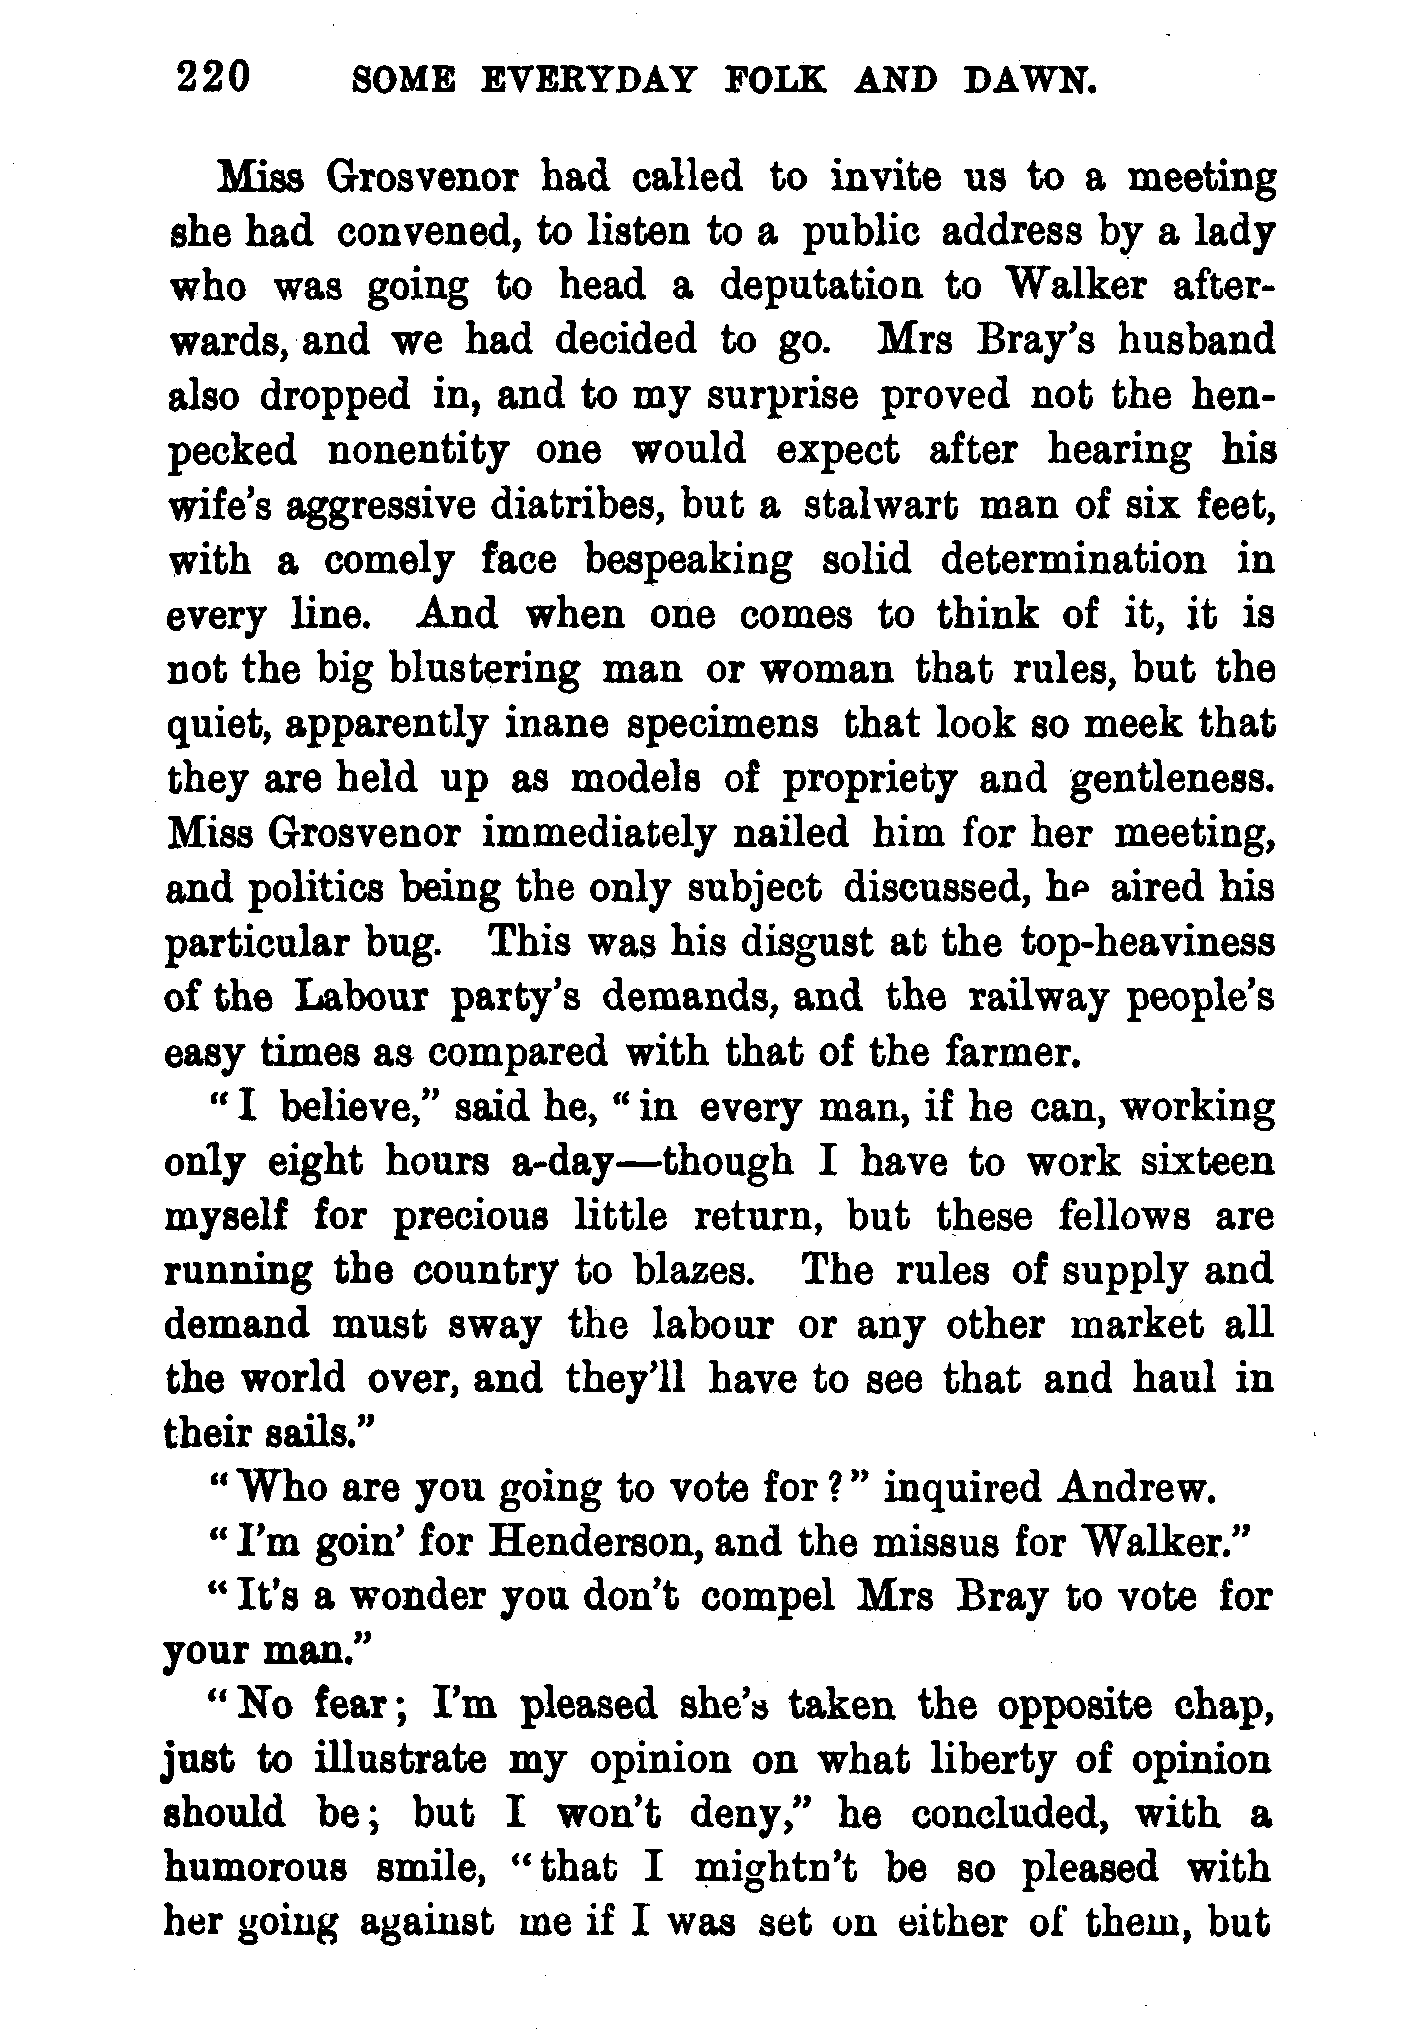 220 SOME EVERYDAY FOLK AND DAWN.
Miss Grosvenor had called to invite us to a meeting
she had convened, to listen to a public address by a lady
who was going to head a deputation to Walker after-
wards, and we had decided to go. Mrs Bray's husband
also dropped in, and to my surprise proved not the hen-
pecked nonentity one would expect after hearing his
wife's aggressive diatribes, but a stalwart man of six feet,
with a comely face bespeaking solid determination in
every line. And when one comes to think of it, it is
not the big blustering man or woman that rules, but the
quiet, apparently inane specimens that look so meek that
they are held up as models of propriety and gentleness.
Miss Grosvenor immediately nailed him for her meeting,
and politics being the only subject discussed, he aired his
particular bug. This was his disgust at the top-heaviness
of the Labour party's demands, and the railway people's
easy times as compared with that of the farmer.
"I believe," said he, "in every man, if he can, working
only eight hours a-day—though I have to work sixteen
myself for precious little return, but these fellows are
running the country to blazes. The rules of supply and
demand must sway the labour or any other market all
the world over, and they'll have to see that and haul in
their sails."
"Who are you going to vote for?" inquired Andrew.
"I'm goin' for Henderson, and the missus for Walker."
"It's a wonder you don't compel Mrs Bray to vote for
your man."
"No fear; I'm pleased she's taken the opposite chap,
just to illustrate my opinion on what liberty of opinion
should be; but I won't deny," he concluded, with a
humorous smile, "that I mightn't be so pleased with
her going against me if I was set on either of them, but